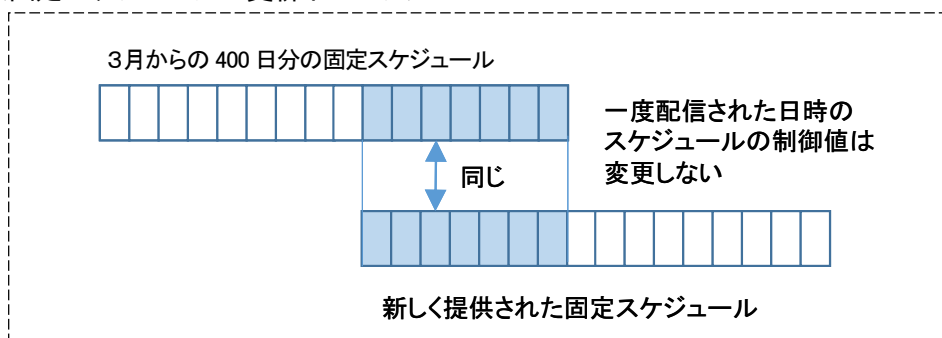 3月からの 400 日分の固定スケジュール
一度配信された日時の
スケジュールの制御値は
変更しない
同じ
新しく提供された固定スケジュール